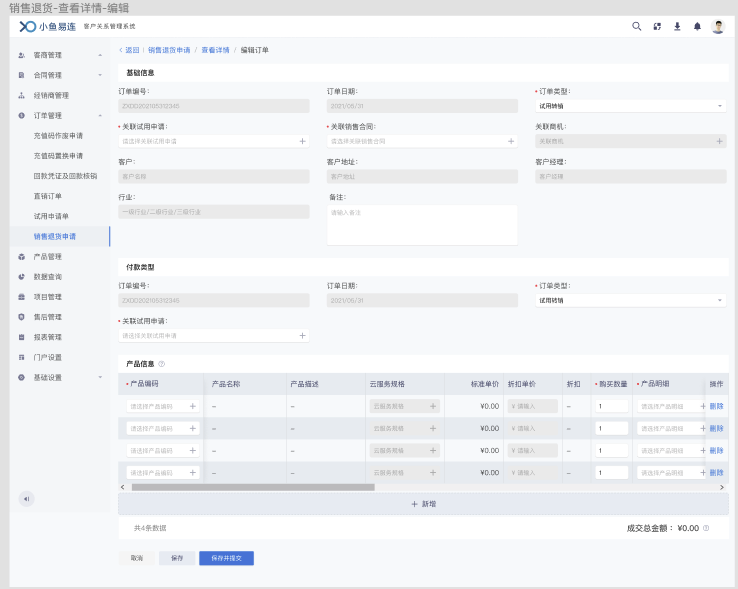 销售退货-查看详情-编辑
小鱼易连 客户关系管理系统
客商管理
合同管理
经销商管理
订单管理
充值码作废申请
充值码置换申请
回款凭证及回款核销
直销订单
试用申请单
销售退货申请
产品管理
数据查询
项目管理
售后管理
报表管理
门户设置
基础设置
< 返回 | 销售退货申请 / 查看详情 / 编辑订单
基础信息
订单编号: 订单日期: *订单类型:
ZXDD202105312345 2021/05/31 试用转销
*关联试用申请: *关联销售合同: 关联商机:
请选择关联试用申请 + 请选择关联销售合同 + 关联商机 +
客户: 客户地址: 客户经理:
客户名称 客户地址 客户经理
行业: 备注:
一级行业/二级行业/三级行业 请输入备注
付款类型
订单编号: 订单日期: *订单类型:
ZXDD202105312345 2021/05/31 试用转销
*关联试用申请:
请选择关联试用申请 +
产品信息
*产品编码 产品名称 产品描述 云服务规格 标准单价 折扣单价 折扣 *购买数量 *产品明细 操作
请选择产品编码 + – – 云服务规格 + ¥0.00 ¥ 请输入 – 1 请选择产品明细 + 删除
请选择产品编码 + – – 云服务规格 + ¥0.00 ¥ 请输入 – 1 请选择产品明细 + 删除
请选择产品编码 + – – 云服务规格 + ¥0.00 ¥ 请输入 – 1 请选择产品明细 + 删除
请选择产品编码 + – – 云服务规格 + ¥0.00 ¥ 请输入 – 1 请选择产品明细 + 删除
+ 新增
共4条数据 成交总金额： ¥0.00
取消 保存 保存并提交